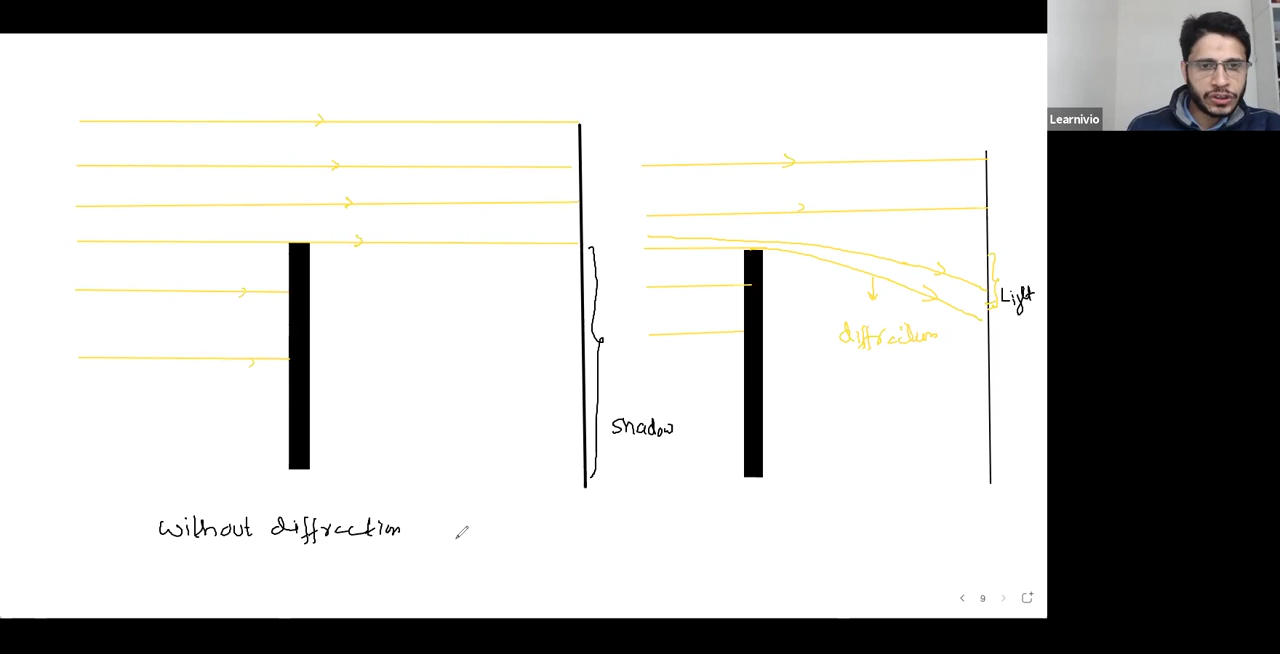 Learnivio
Light
diffraction
Shadow
without diffraction
9